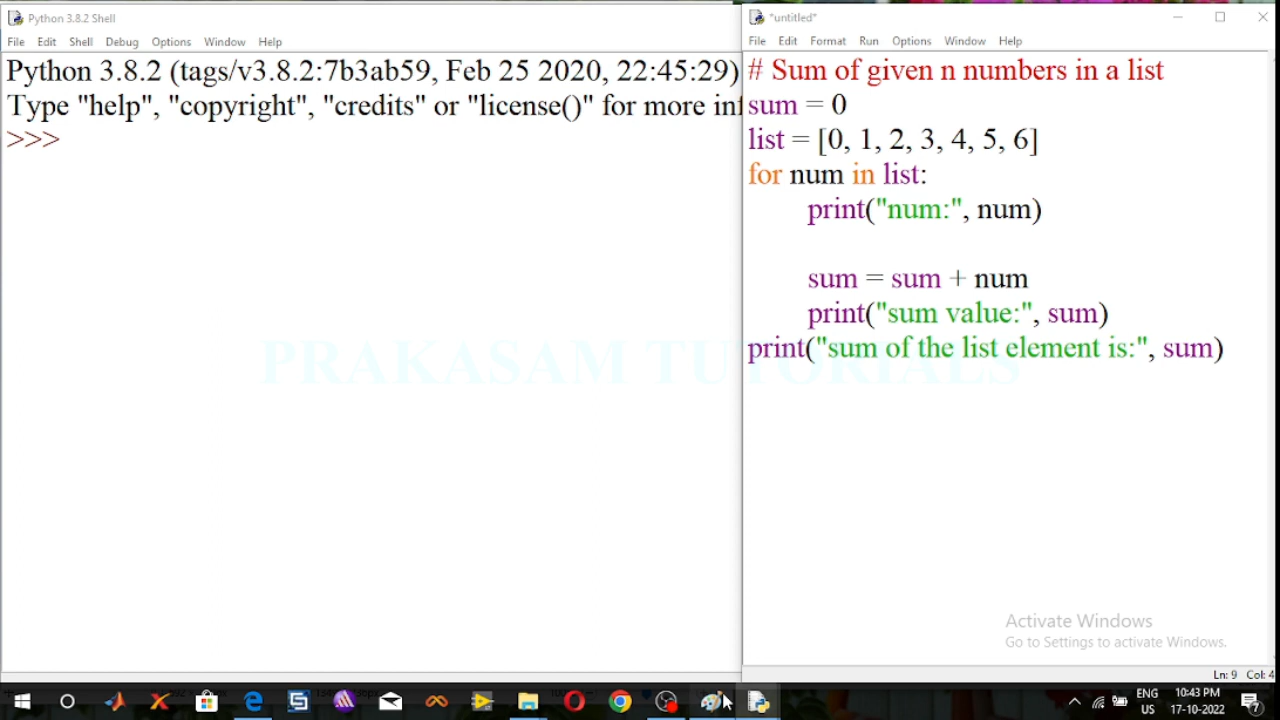 Python 3.8.2 Shell
File Edit Shell Debug Options Window Help
Python 3.8.2 (tags/v3.8.2:7b3ab59, Feb 25 2020, 22:45:29)
Type "help", "copyright", "credits" or "license()" for more inf
>>>
*untitled*
File Edit Format Run Options Window Help
# Sum of given n numbers in a list
sum = 0
list = [0, 1, 2, 3, 4, 5, 6]
for num in list:
print("num:", num)
sum = sum + num
print("sum value:", sum)
print("sum of the list element is:", sum)
PRAKASAM TUTORIALS
Activate Windows
Go to Settings to activate Windows.
Ln: 9 Col: 4
ENG
US
10:43 PM
17-10-2022
7